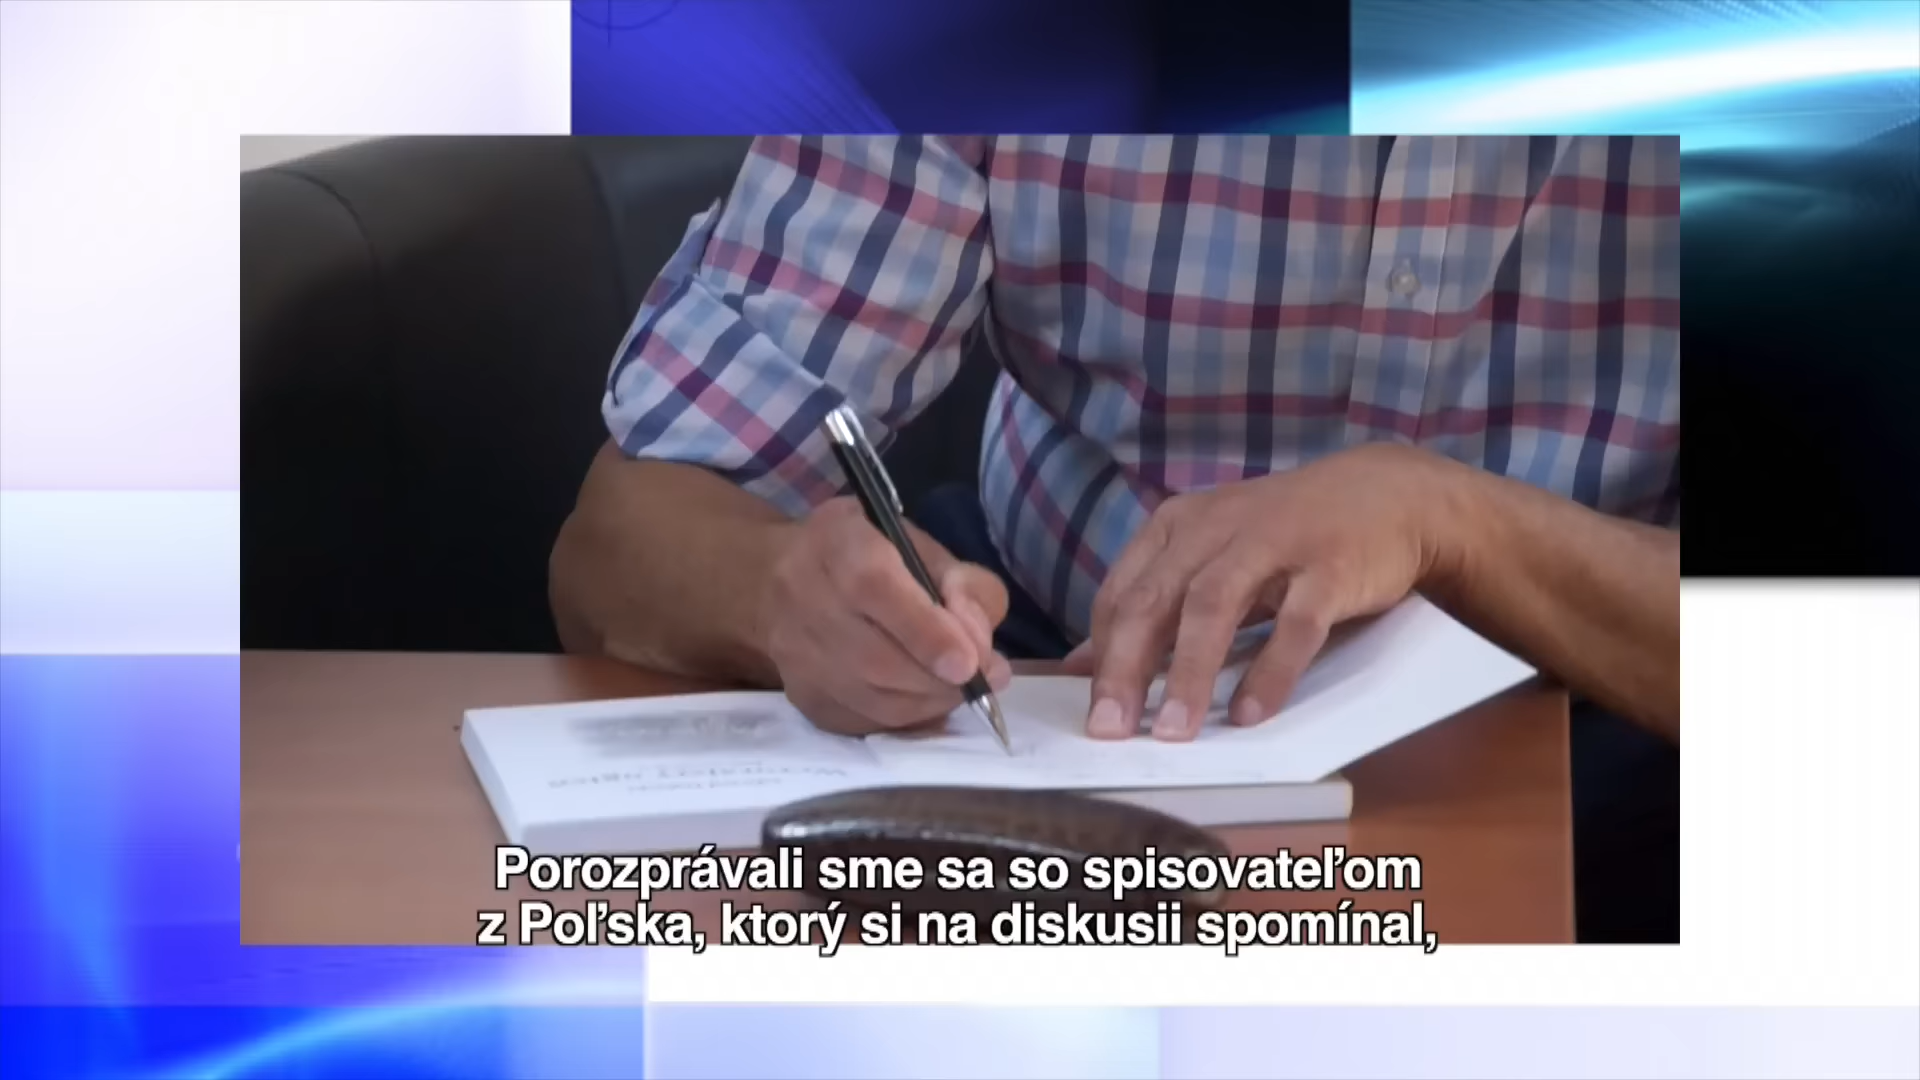 Porozprávali sme sa so spisovateľom
z Poľska, ktorý si na diskusii spomínal,